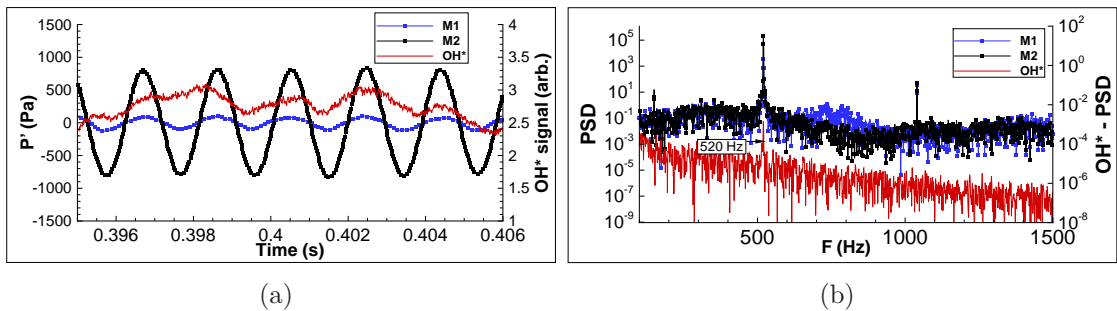 M1
M2
OH*
P' (Pa)
1500
1000
500
0
-500
-1000
-1500
4
3.5
3
2.5
2
1.5
1
OH* signal (arb.)
0.396 0.398 0.4 0.402 0.404 0.406
Time (s)
(a)
M1
M2
OH*
PSD
10^5
10^3
10^1
10^-1
10^-3
10^-5
10^-7
10^-9
520 Hz
10^2
10^0
10^-2
10^-4
10^-6
10^-8
OH* - PSD
500 1000 1500
F (Hz)
(b)